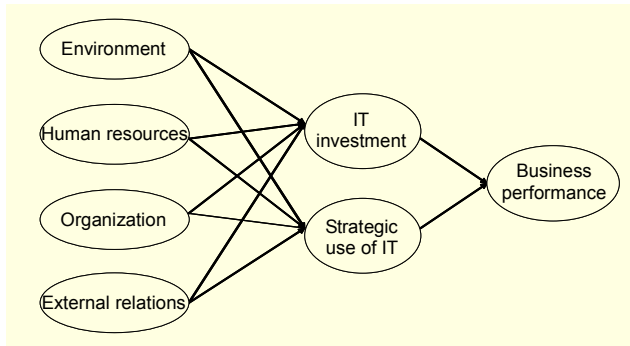 Environment
Human resources
Organization
External relations
IT
investment
Strategic
use of IT
Business
performance